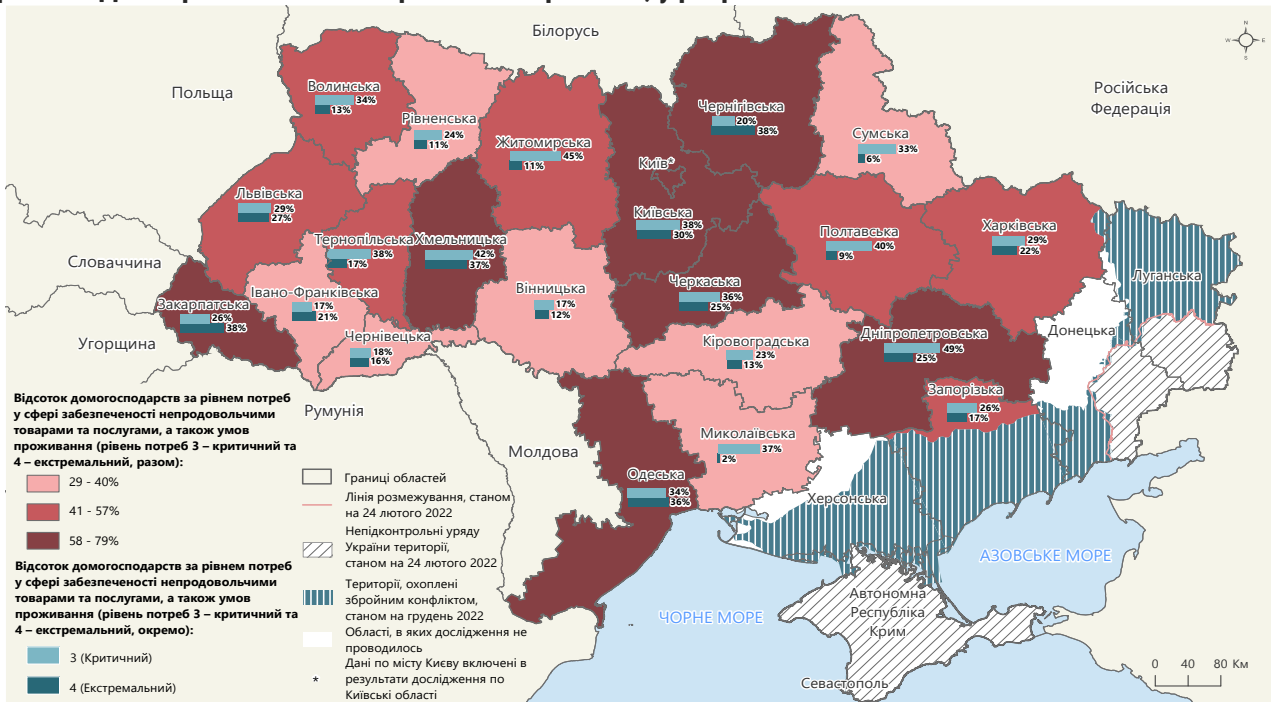 Білорусь
Польща
Російська
Федерація
Словаччина
Угорщина
Румунія
Молдова
N
W
E
S
Волинська
34%
13%
Рівненська
24%
11%
Житомирська
45%
11%
Чернігівська
20%
38%
Сумська
33%
6%
Київ*
Київська
38%
30%
Львівська
29%
27%
Тернопільська
38%
17%
Хмельницька
42%
37%
Полтавська
40%
9%
Харківська
29%
22%
Луганська
Закарпатська
26%
38%
Івано-Франківська
17%
21%
Вінницька
17%
12%
Черкаська
36%
25%
Чернівецька
18%
16%
Кіровоградська
23%
13%
Дніпропетровська
49%
25%
Донецька
Запорізька
26%
17%
Миколаївська
37%
2%
Одеська
34%
36%
Херсонська
АЗОВСЬКЕ МОРЕ
ЧОРНЕ МОРЕ
Автономна
Республіка
Крим
Севастополь
Відсоток домогосподарств за рівнем потреб
у сфері забезпеченості непродовольчими
товарами та послугами, а також умов
проживання (рівень потреб 3 – критичний та
4 – екстремальний, разом):
29 - 40%
41 - 57%
58 - 79%
Відсоток домогосподарств за рівнем потреб
у сфері забезпеченості непродовольчими
товарами та послугами, а також умов
проживання (рівень потреб 3 – критичний та
4 – екстремальний, окремо):
3 (Критичний)
4 (Екстремальний)
Границі областей
Лінія розмежування, станом
на 24 лютого 2022
Непідконтрольні уряду
України території,
станом на 24 лютого 2022
Території, охоплені
збройним конфліктом,
станом на грудень 2022
Області, в яких дослідження не
проводилось
Дані по місту Києву включені в
* результати дослідження по
Київські області
0 40 80 Км